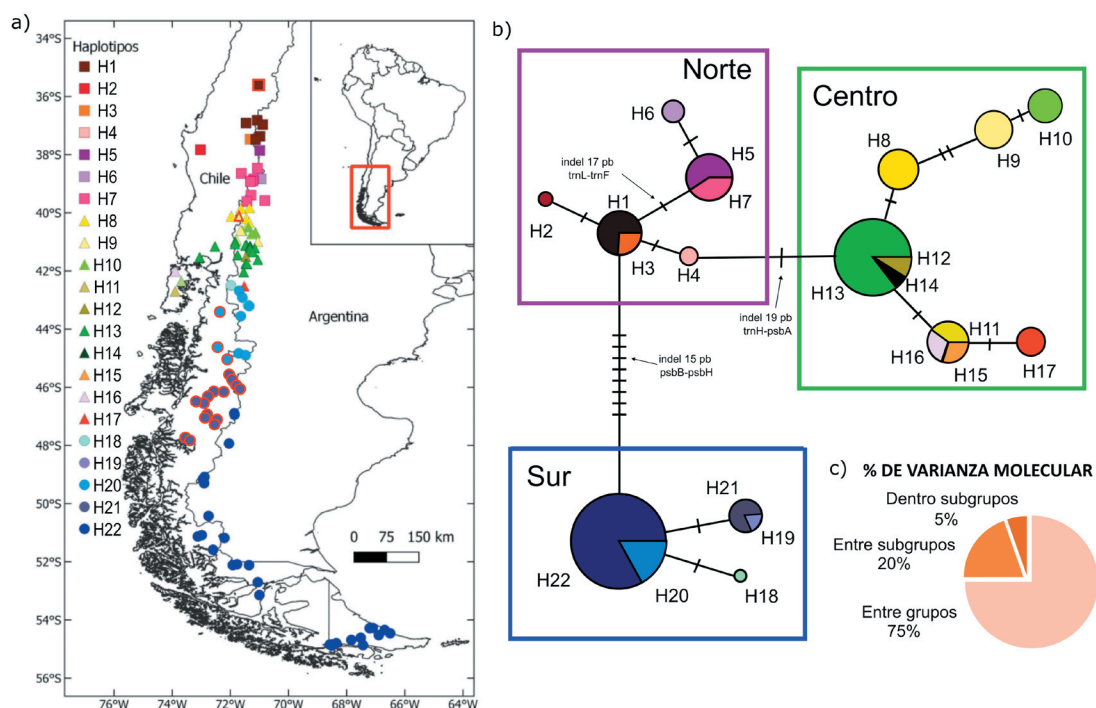 a)
34°S
36°S
38°S
40°S
42°S
44°S
46°S
48°S
50°S
52°S
54°S
56°S
Haplotipos
H1
H2
H3
H4
H5
H6
H7
H8
H9
H10
H11
H12
H13
H14
H15
H16
H17
H18
H19
H20
H21
H22
Chile
Argentina
0 75 150 km
76°W 74°W 72°W 70°W 68°W 66°W 64°W
b)
Norte
H6
H5
H7
indel 17 pb
trnL-trnF
H1
H2
H3
H4
Centro
H8
H9
H10
H12
H14
H13
H11
H16
H15
H17
indel 19 pb
trnH-psbA
indel 15 pb
psbB-psbH
Sur
H21
H19
H22
H20
H18
c) % DE VARIANZA MOLECULAR
Dentro subgrupos
5%
Entre subgrupos
20%
Entre grupos
75%